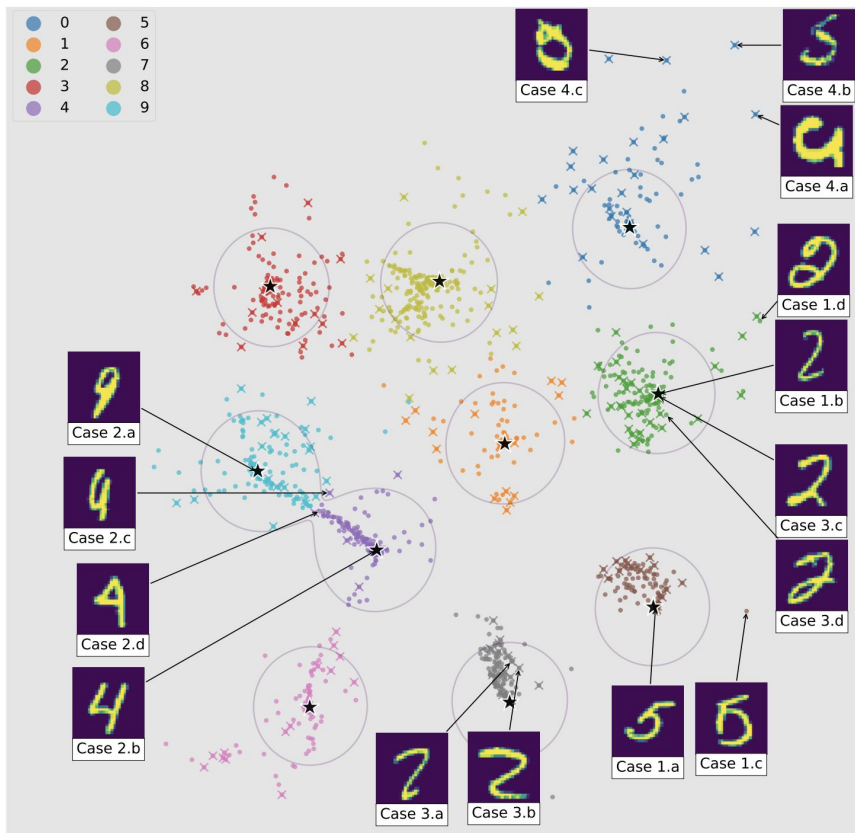 0 5
1 6
2 7
3 8
4 9
Case 4.c
Case 4.b
Case 4.a
Case 1.d
Case 1.b
Case 2.a
Case 2.c
Case 3.c
Case 2.d
Case 3.d
Case 2.b
Case 1.a
Case 1.c
Case 3.a
Case 3.b